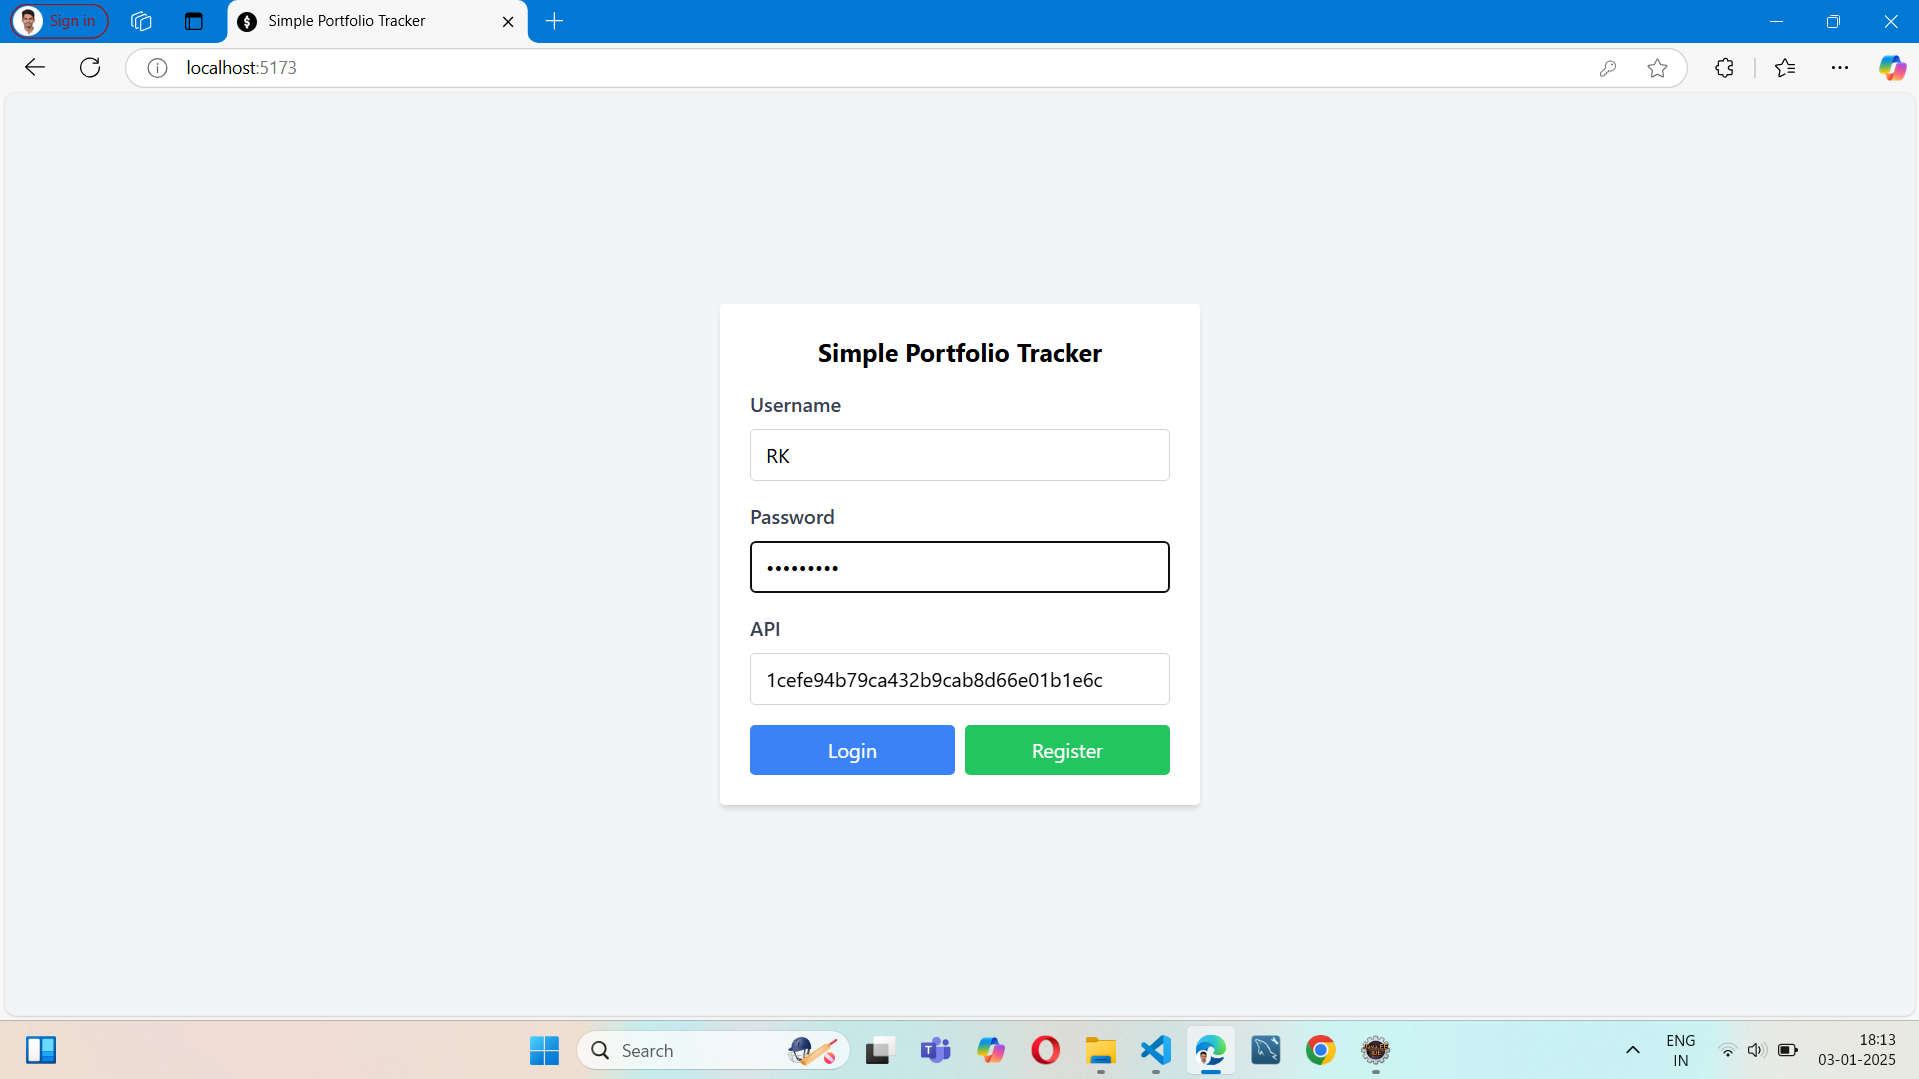 Sign in
Simple Portfolio Tracker
localhost:5173
Simple Portfolio Tracker
Username
RK
Password
•••••••••
API
1cefe94b79ca432b9cab8d66e01b1e6c
Login Register
Search
ENG
IN
18:13
03-01-2025